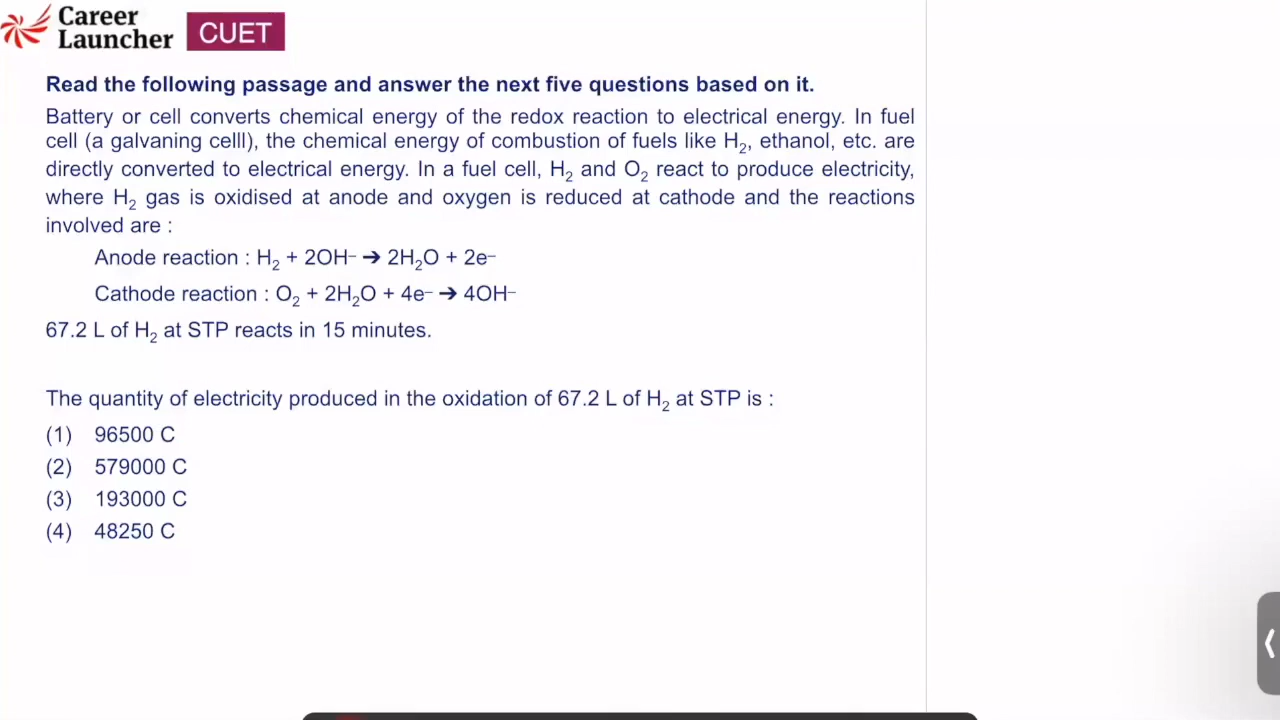 Career
Launcher
CUET
Read the following passage and answer the next five questions based on it.
Battery or cell converts chemical energy of the redox reaction to electrical energy. In fuel
cell (a galvaning celll), the chemical energy of combustion of fuels like H₂, ethanol, etc. are
directly converted to electrical energy. In a fuel cell, H₂ and O₂ react to produce electricity,
where H₂ gas is oxidised at anode and oxygen is reduced at cathode and the reactions
involved are :
Anode reaction : H₂ + 2OH⁻ ➔ 2H₂O + 2e⁻
Cathode reaction : O₂ + 2H₂O + 4e⁻ ➔ 4OH⁻
67.2 L of H₂ at STP reacts in 15 minutes.
The quantity of electricity produced in the oxidation of 67.2 L of H₂ at STP is :
(1) 96500 C
(2) 579000 C
(3) 193000 C
(4) 48250 C